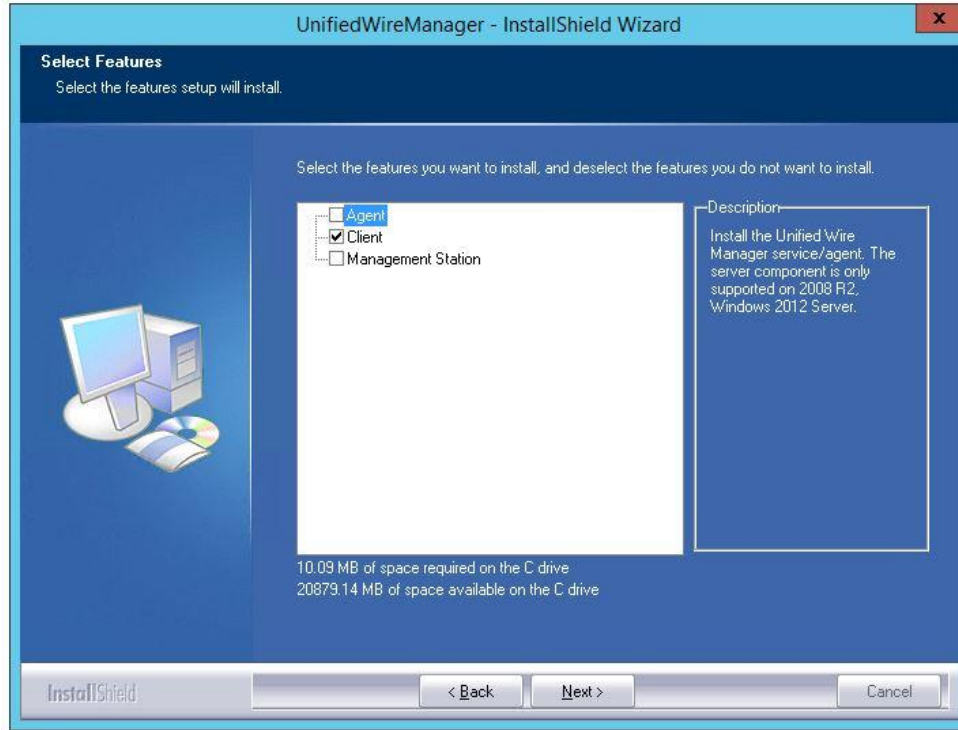 UnifiedWireManager - InstallShield Wizard
x
Select Features
Select the features setup will install.
Select the features you want to install, and deselect the features you do not want to install.
Agent
Client
Management Station
Description
Install the Unified Wire
Manager service/agent. The
server component is only
supported on 2008 R2,
Windows 2012 Server.
10.09 MB of space required on the C drive
20879.14 MB of space available on the C drive
InstallShield
< Back
Next >
Cancel